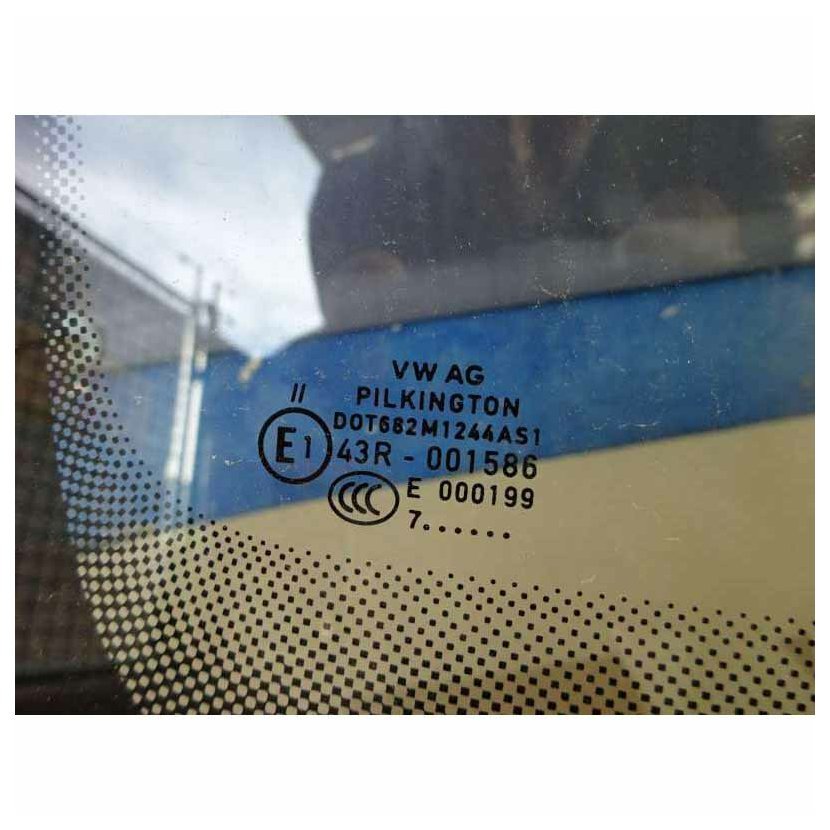 VW AG
II
PILKINGTON
DOT682M1244AS1
E1 43R - 001586
CCC E 000199
7......